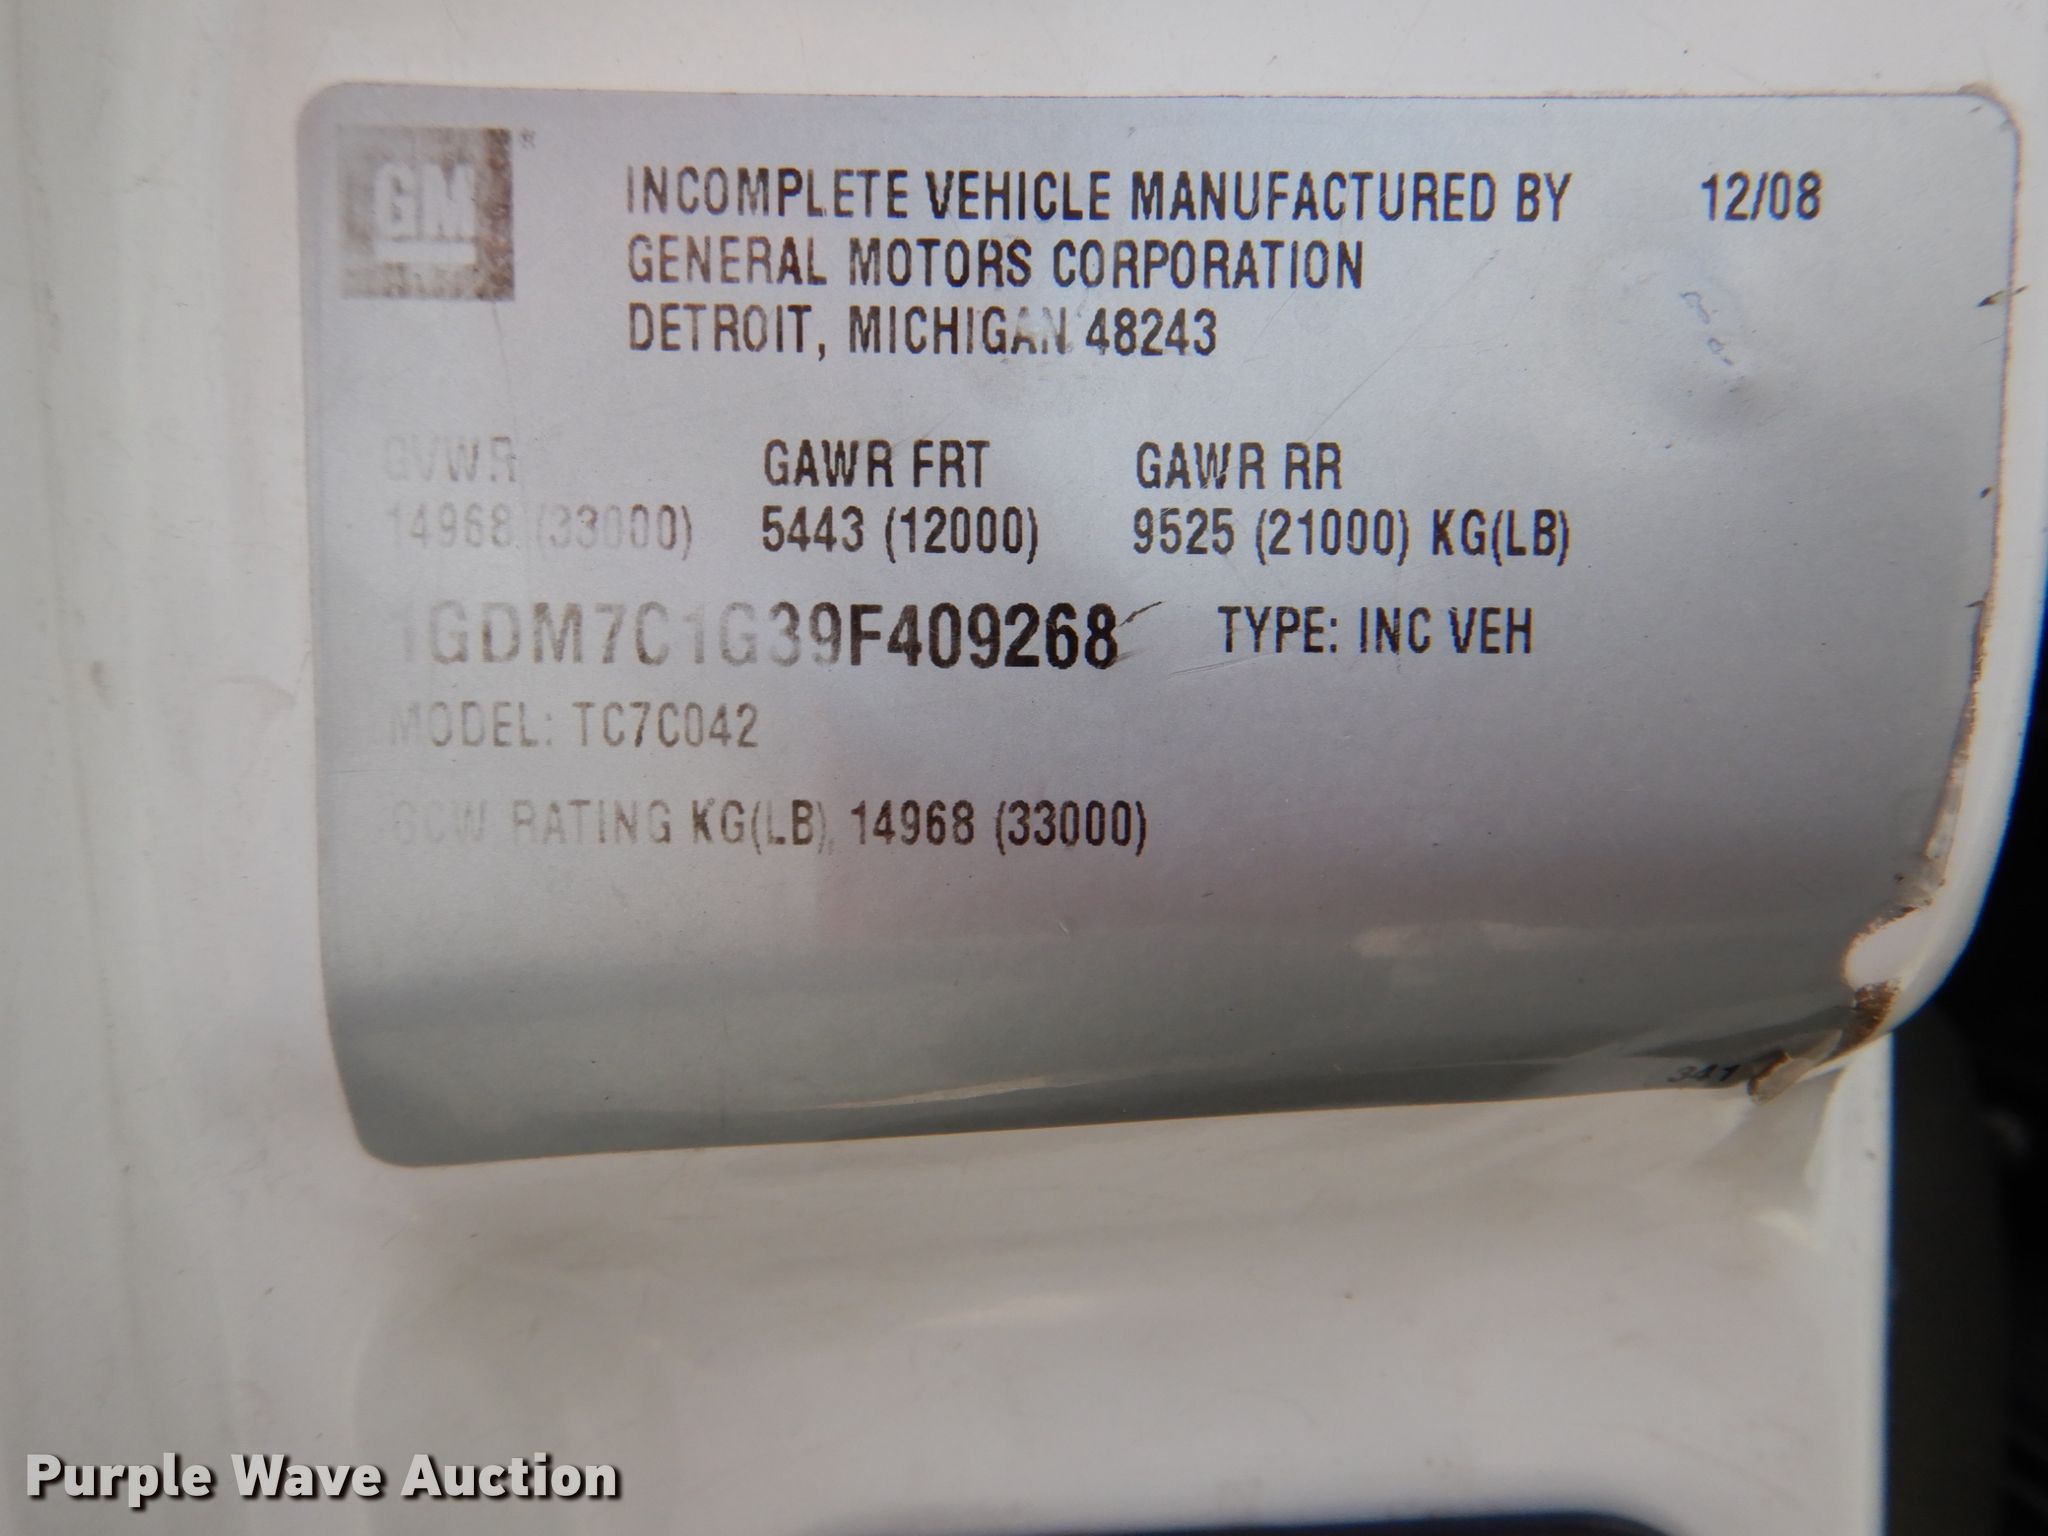 GM
INCOMPLETE VEHICLE MANUFACTURED BY 12/08
GENERAL MOTORS CORPORATION
DETROIT, MICHIGAN 48243
GVWR GAWR FRT GAWR RR
14968 (33000) 5443 (12000) 9525 (21000) KG(LB)
1GDM7C1G39F409268 TYPE: INC VEH
MODEL: TC7C042
GCW RATING KG(LB) 14968 (33000)
Purple Wave Auction